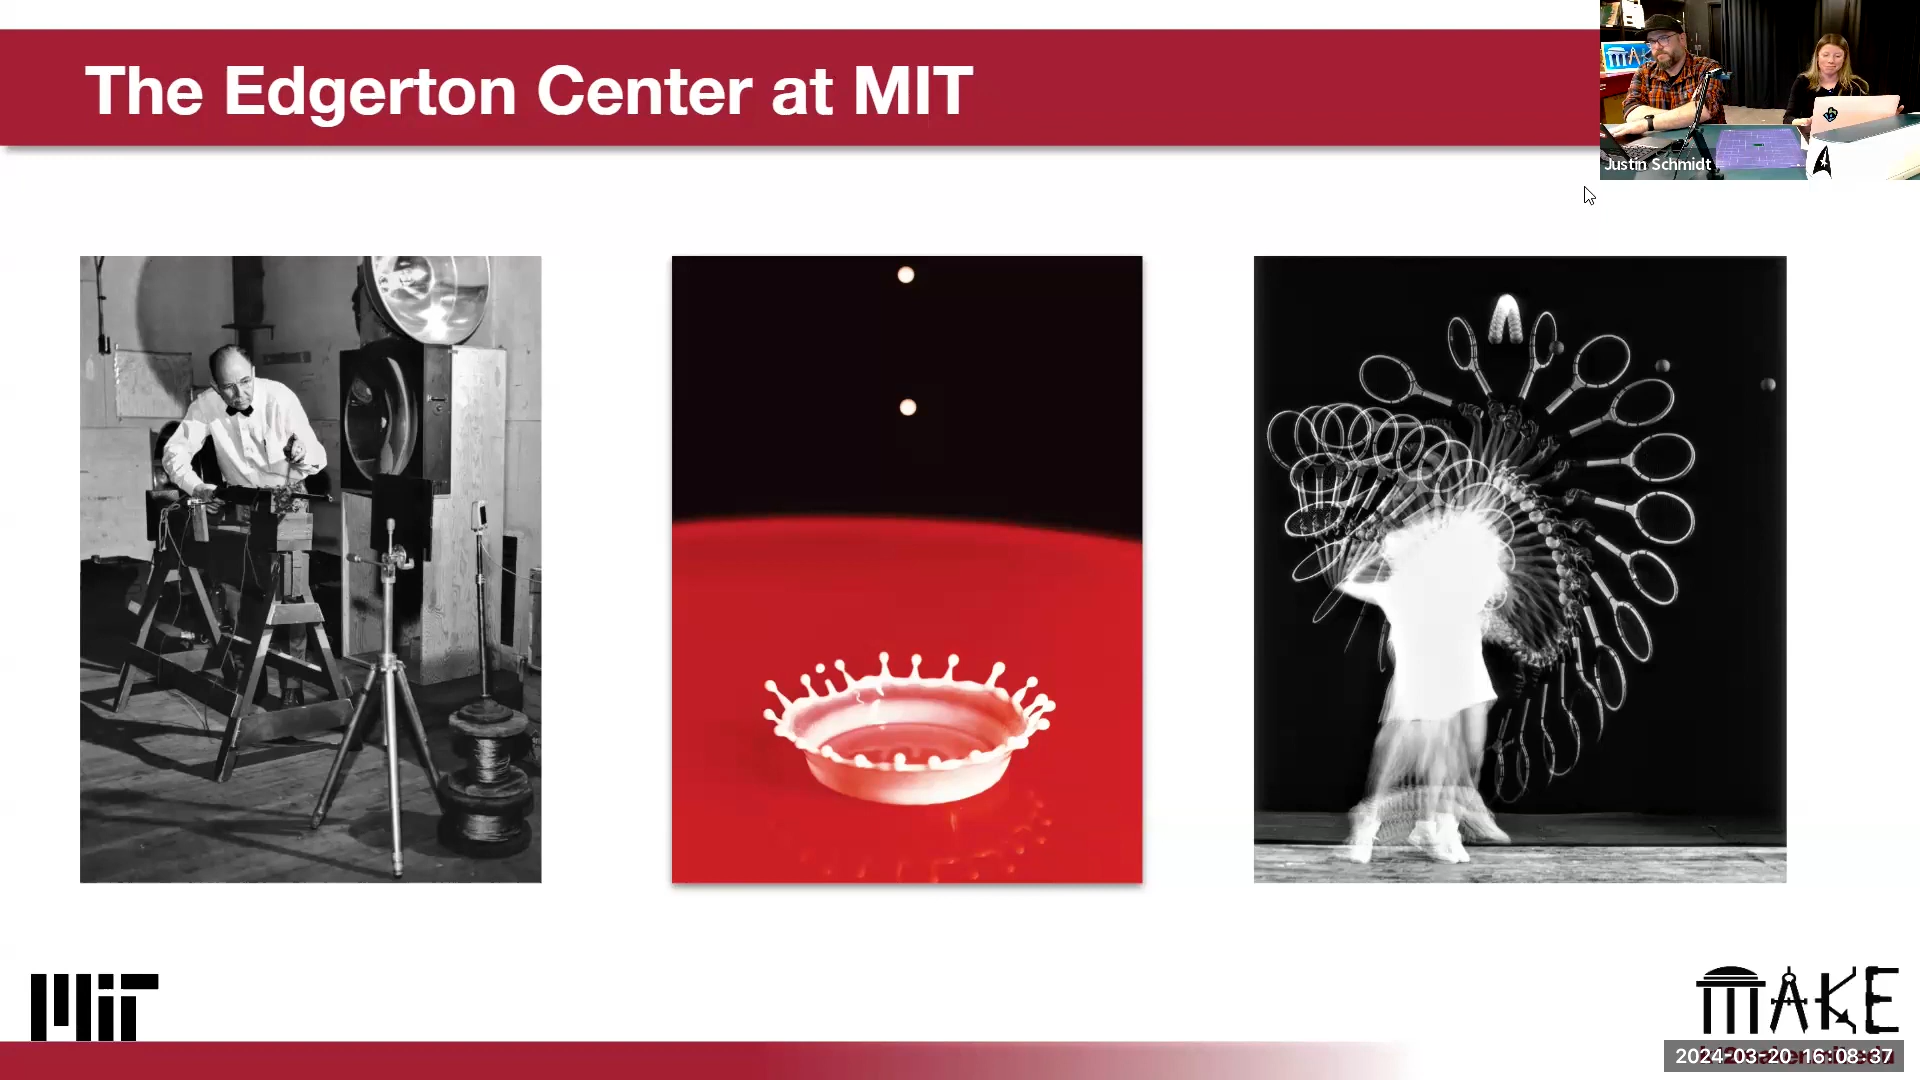 The Edgerton Center at MIT
Justin Schmidt
MIT
MAKE
2024-03-20 16:08:37